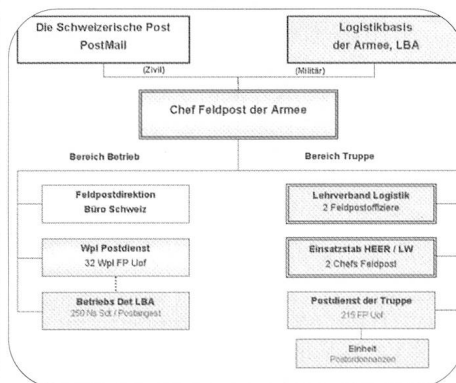 Die Schweizerische Post
PostMail
Logistikbasis
der Armee, LBA
(Zivil)
(Militär)
Chef Feldpost der Armee
Bereich Betrieb
Bereich Truppe
Feldpostdirektion
Büro Schweiz
Lehrverband Logistik
2 Feldpostoffiziere
Wpl Postdienst
32 Wpl FP Uof
Einsatzstab HEER / LW
2 Chefs Feldpost
Betriebs Det LBA
250 Ns Sdt / Postangest
Postdienst der Truppe
215 FP Uof
Einheit
Postordonnanzen